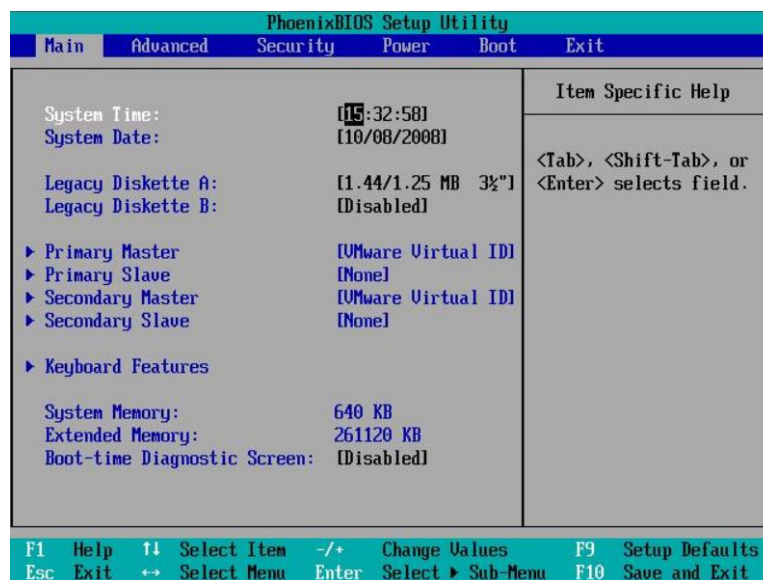 PhoenixBIOS Setup Utility
Main Advanced Security Power Boot Exit
Item Specific Help
System Time: [15:32:58]
System Date: [10/08/2008]
<Tab>, <Shift-Tab>, or
<Enter> selects field.
Legacy Diskette A: [1.44/1.25 MB 3½"]
Legacy Diskette B: [Disabled]
▶ Primary Master [VMware Virtual ID]
▶ Primary Slave [None]
▶ Secondary Master [VMware Virtual ID]
▶ Secondary Slave [None]
▶ Keyboard Features
System Memory: 640 KB
Extended Memory: 261120 KB
Boot-time Diagnostic Screen: [Disabled]
F1 Help ↑↓ Select Item -/+ Change Values F9 Setup Defaults
Esc Exit ↔ Select Menu Enter Select ▶ Sub-Menu F10 Save and Exit